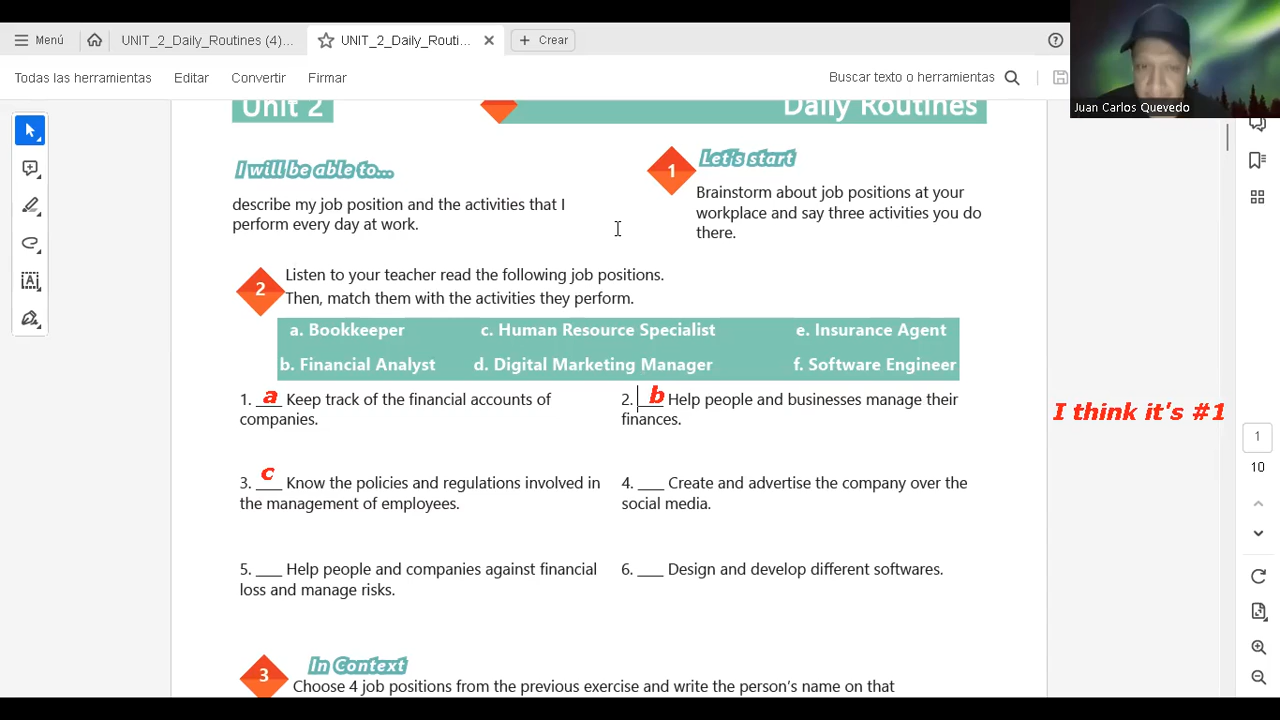 Menú
UNIT_2_Daily_Routines (4)...
UNIT_2_Daily_Routi...
Crear
Todas las herramientas
Editar
Convertir
Firmar
Buscar texto o herramientas
Juan Carlos Quevedo
Unit 2
Daily Routines
I will be able to...
describe my job position and the activities that I
perform every day at work.
1
Let's start
Brainstorm about job positions at your
workplace and say three activities you do
there.
2
Listen to your teacher read the following job positions.
Then, match them with the activities they perform.
a. Bookkeeper
c. Human Resource Specialist
e. Insurance Agent
b. Financial Analyst
d. Digital Marketing Manager
f. Software Engineer
1. a Keep track of the financial accounts of
companies.
2. b Help people and businesses manage their
finances.
I think it's #1
3. c Know the policies and regulations involved in
the management of employees.
4. ___ Create and advertise the company over the
social media.
5. ___ Help people and companies against financial
loss and manage risks.
6. ___ Design and develop different softwares.
3
In Context
Choose 4 job positions from the previous exercise and write the person's name on that
1
10